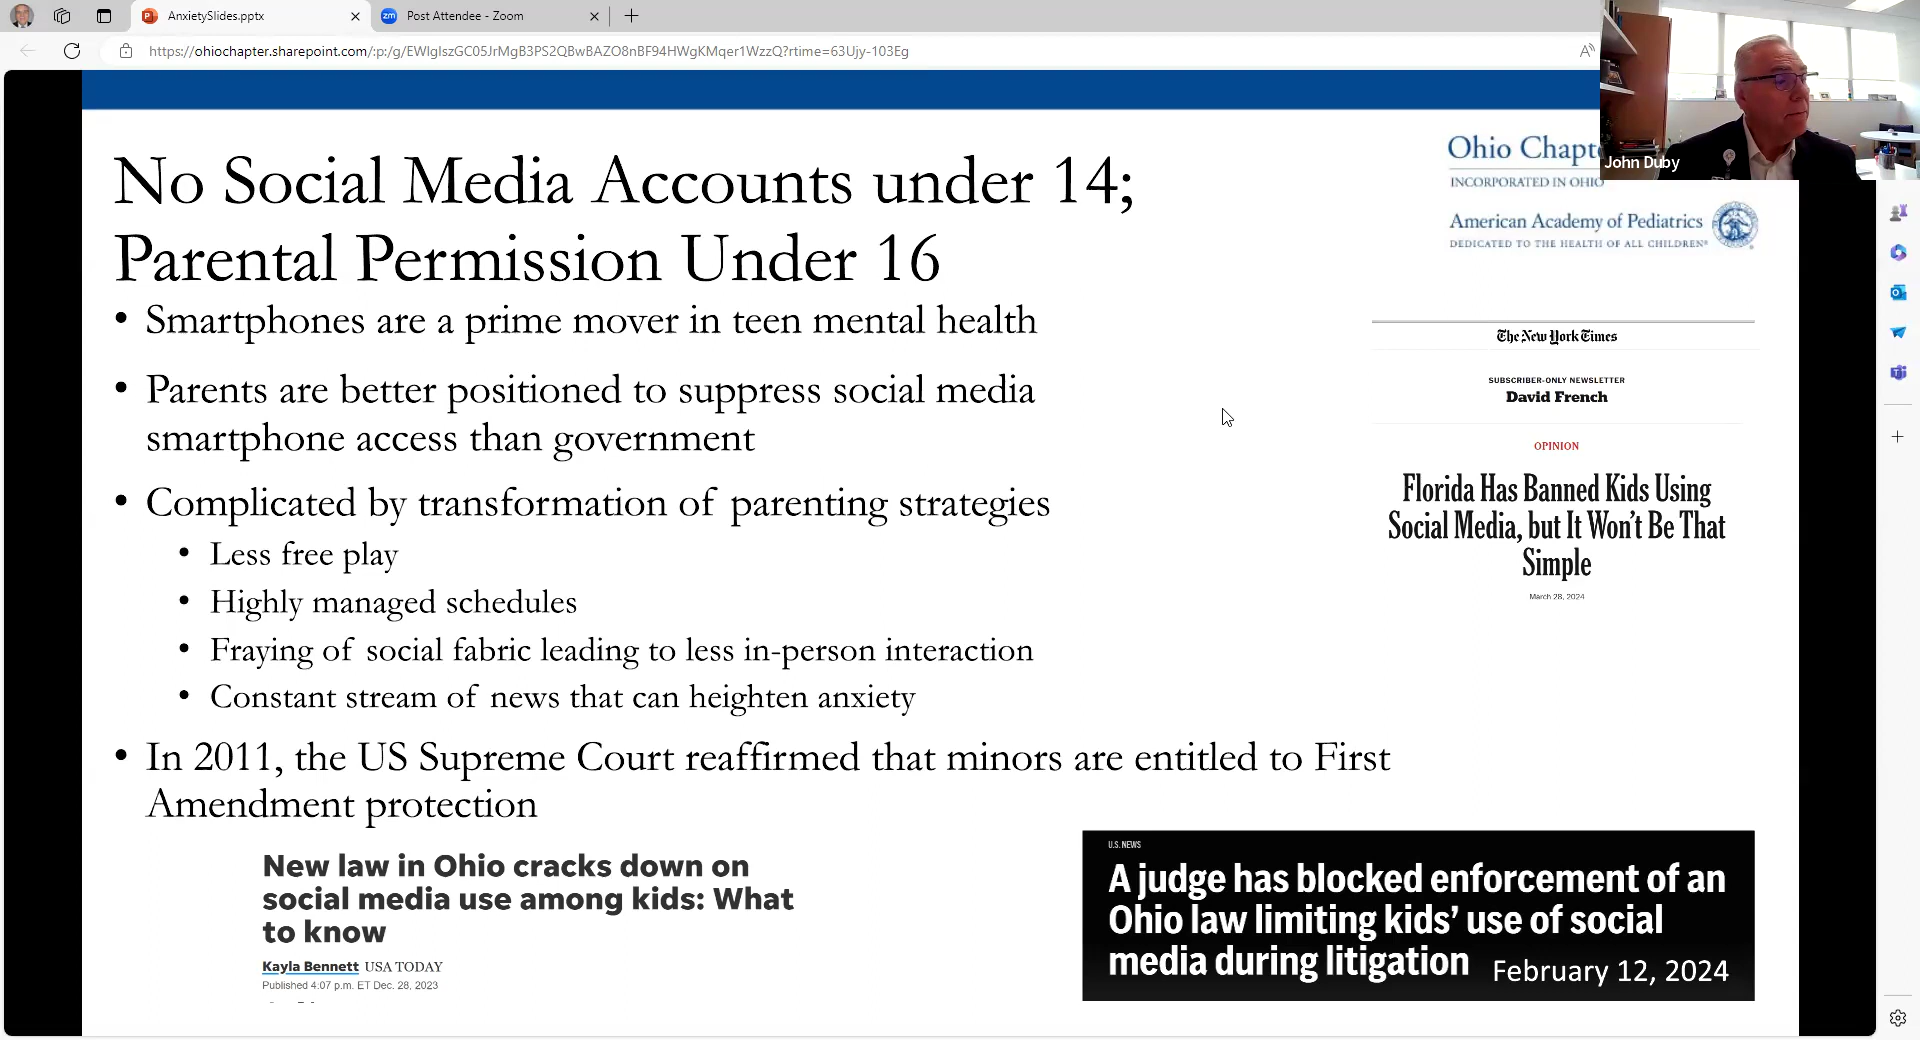 AnxietySlides.pptx
Post Attendee - Zoom
https://ohiochapter.sharepoint.com/:p:/g/EWIgIszGC05JrMgB3PS2QBwBAZO8nBF94HWgKMqer1WzzQ?rtime=63Ujy-103Eg
John Duby
No Social Media Accounts under 14;
Parental Permission Under 16
Ohio Chapt
INCORPORATED IN OHIO
American Academy of Pediatrics
DEDICATED TO THE HEALTH OF ALL CHILDREN®
• Smartphones are a prime mover in teen mental health
• Parents are better positioned to suppress social media
smartphone access than government
• Complicated by transformation of parenting strategies
• Less free play
• Highly managed schedules
• Fraying of social fabric leading to less in-person interaction
• Constant stream of news that can heighten anxiety
• In 2011, the US Supreme Court reaffirmed that minors are entitled to First
Amendment protection
The New York Times
SUBSCRIBER-ONLY NEWSLETTER
David French
OPINION
Florida Has Banned Kids Using
Social Media, but It Won't Be That
Simple
March 28, 2024
New law in Ohio cracks down on
social media use among kids: What
to know
Kayla Bennett USA TODAY
Published 4:07 p.m. ET Dec. 28, 2023
U.S. NEWS
A judge has blocked enforcement of an
Ohio law limiting kids' use of social
media during litigation February 12, 2024